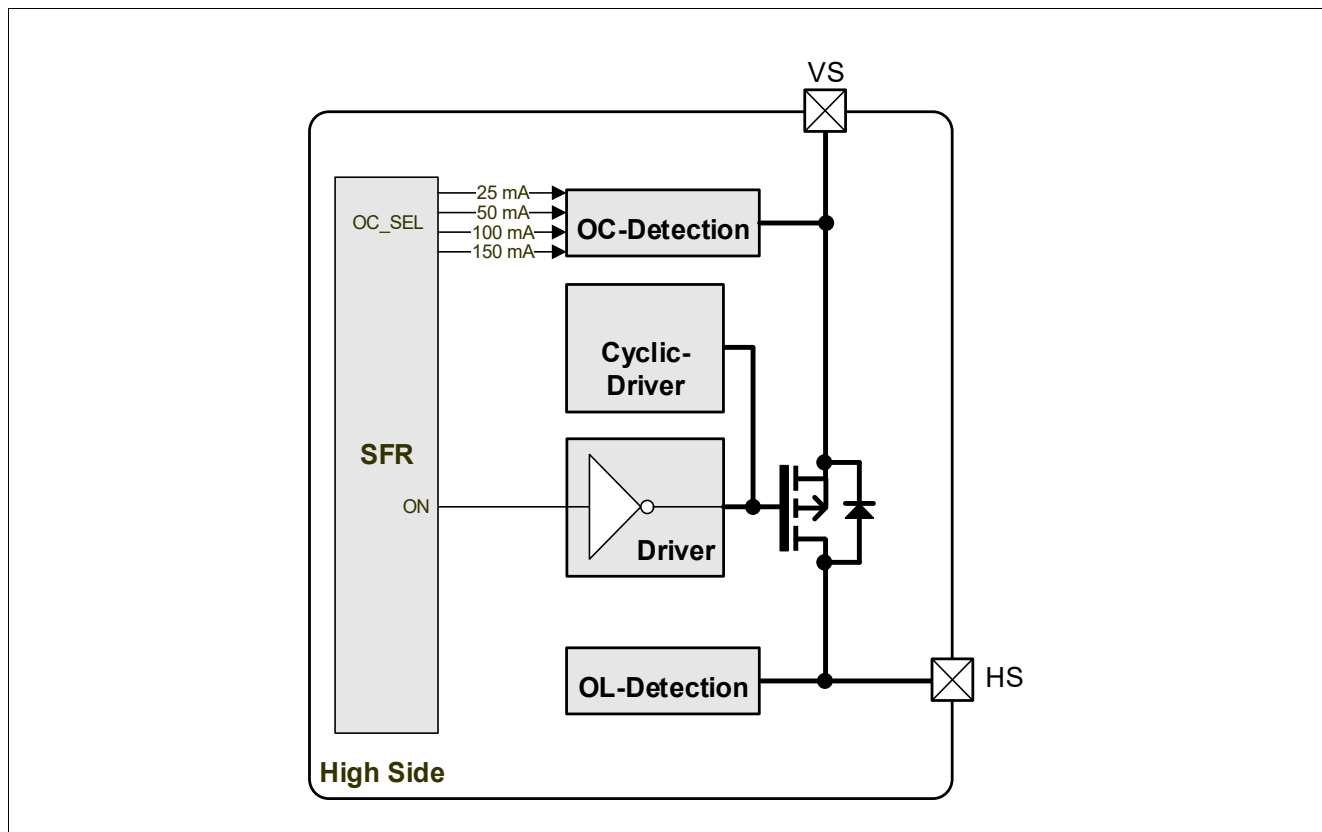 VS
25 mA
50 mA
OC_SEL
100 mA
150 mA
OC-Detection
Cyclic-
Driver
SFR
ON
Driver
OL-Detection
HS
High Side